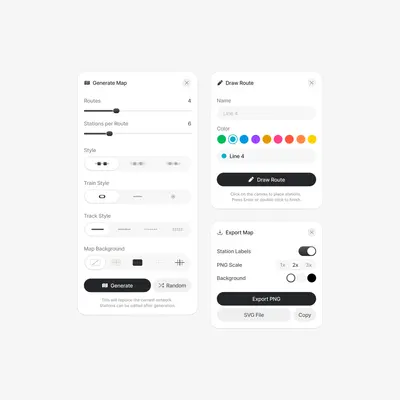 Generate Map
Routes 4
Stations per Route 6
Style
Train Style
Track Style
Map Background
Generate
Random
This will replace the current network.
Stations can be edited after generation.
Draw Route
Name
Line 4
Color
Line 4
Draw Route
Click on the canvas to place stations.
Press Enter or double click to finish.
Export Map
Station Labels
PNG Scale 1x 2x 3x
Background
Export PNG
SVG File
Copy